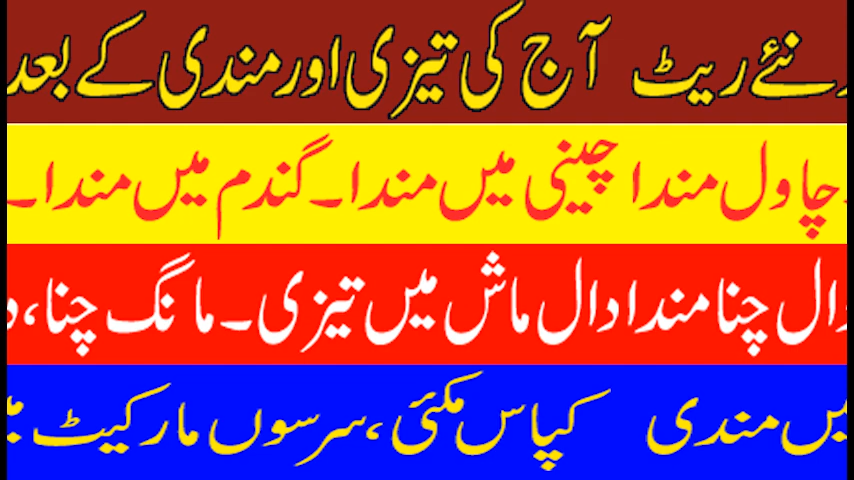 نئے ریٹ آج کی تیزی اور مندی کے بعد
چاول مندا چینی میں مندا۔ گندم میں مندا۔
دال چنا مندا دال ماش میں تیزی۔ مانگ چنا،
میں مندی کپاس مکئی، سرسوں مارکیٹ